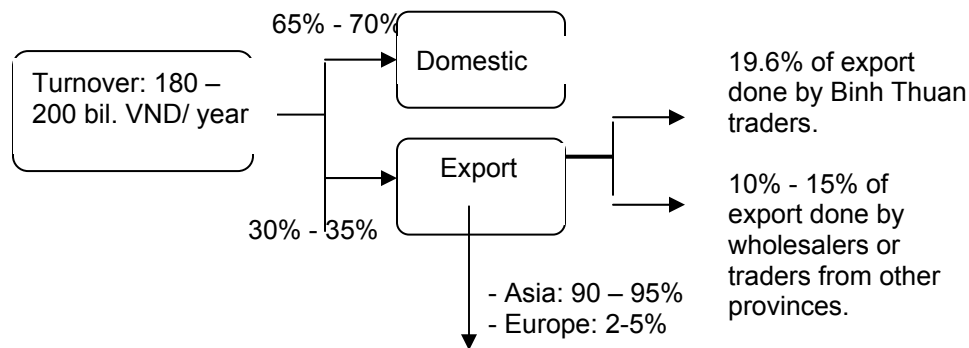 65% - 70%
Turnover: 180 –
200 bil. VND/ year
Domestic
19.6% of export
done by Binh Thuan
traders.
Export
30% - 35%
10% - 15% of
export done by
wholesalers or
traders from other
provinces.
- Asia: 90 – 95%
- Europe: 2-5%